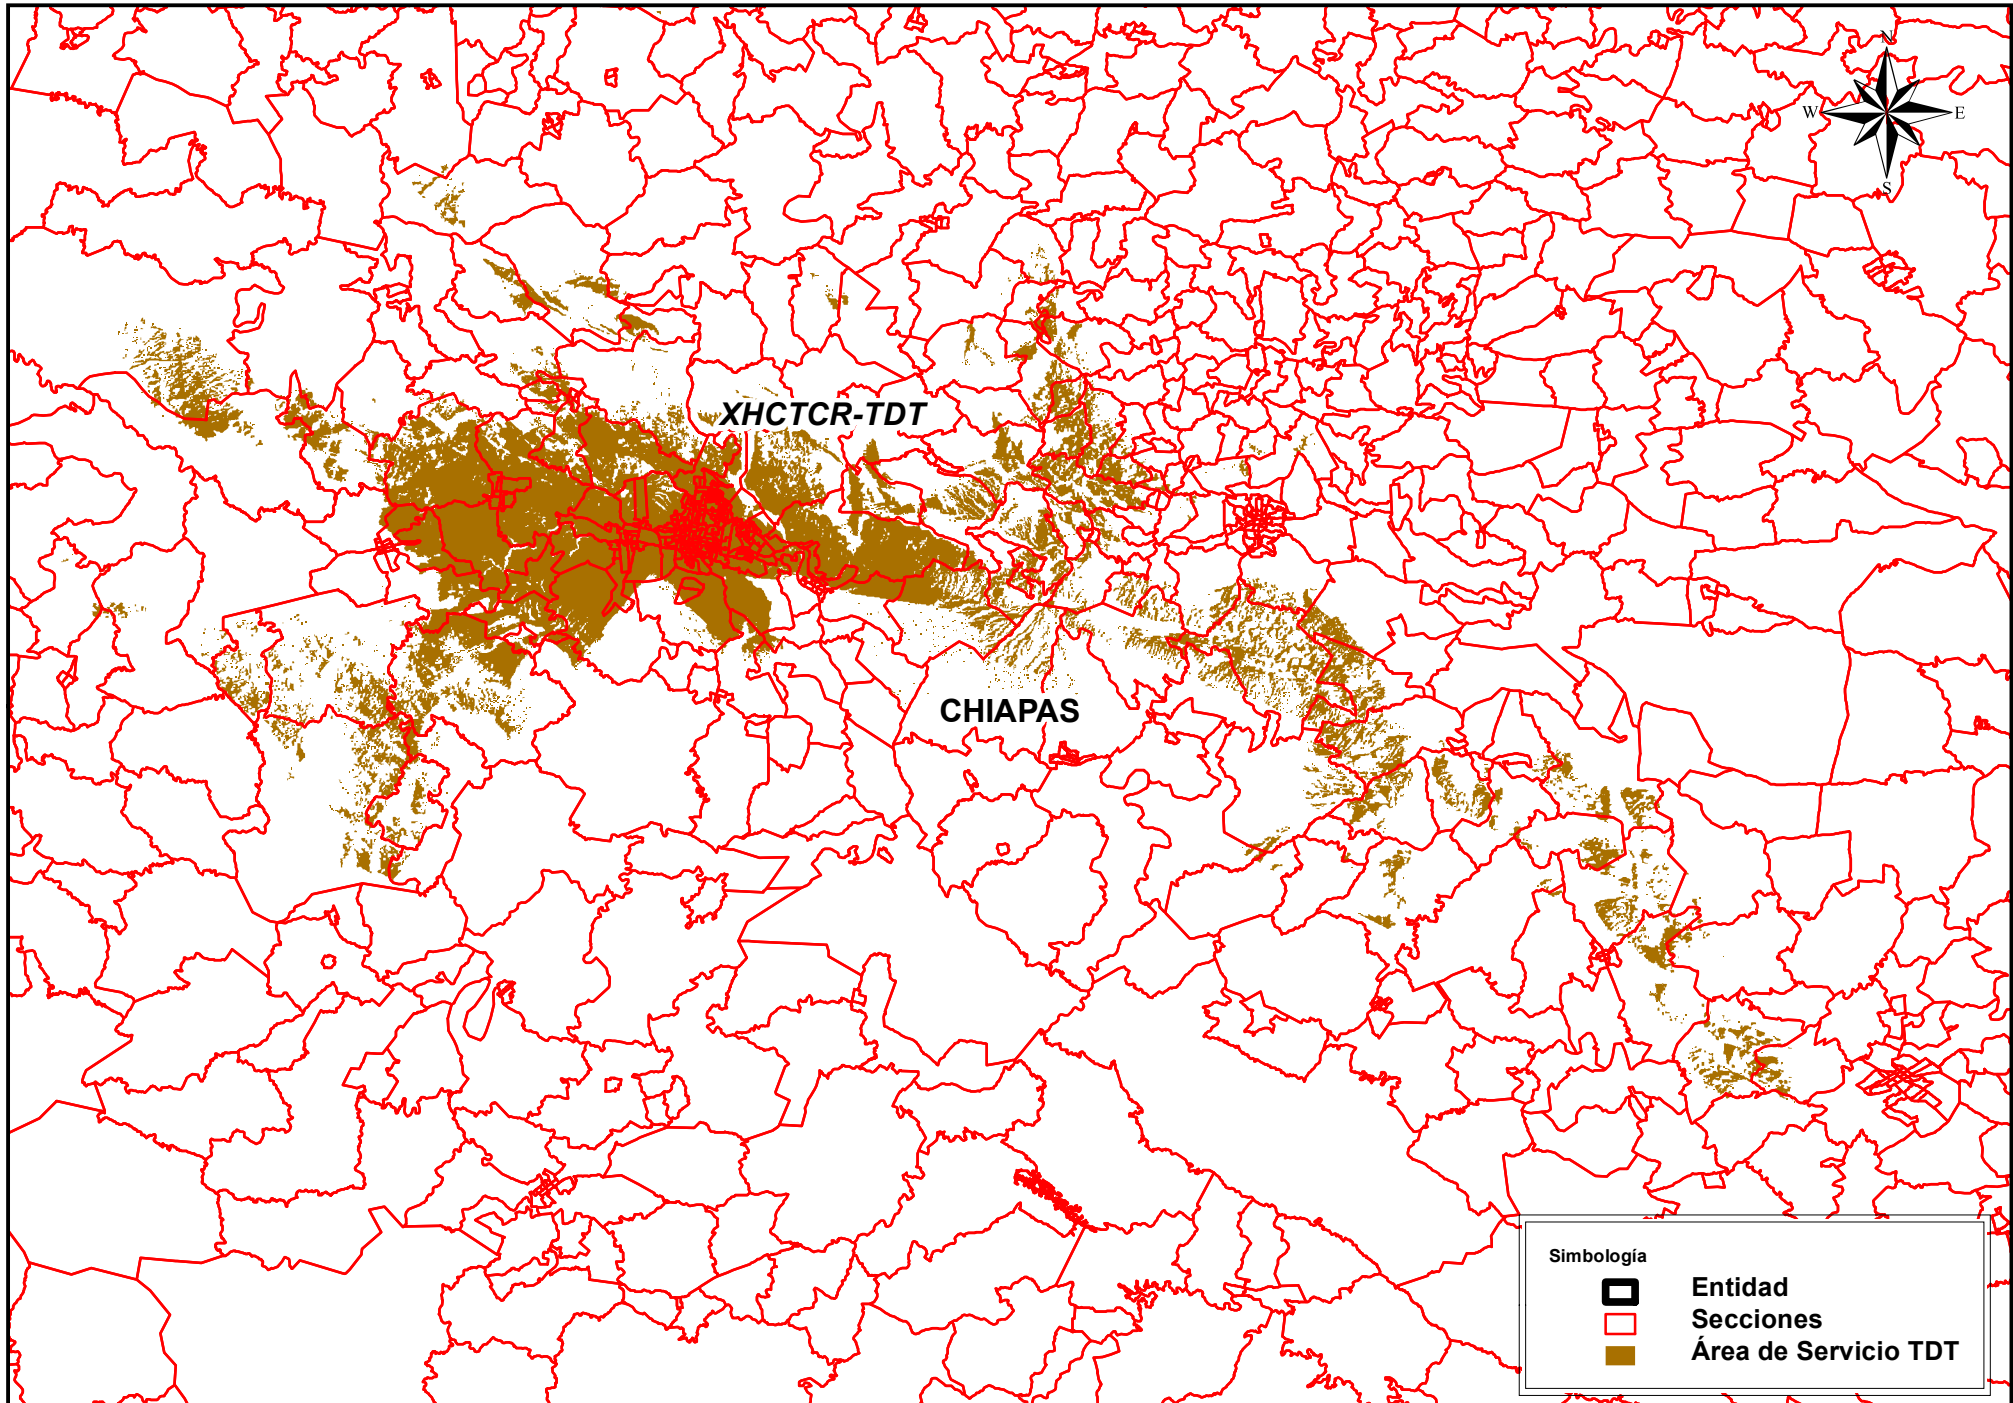 N
W E
S
XHCTCR-TDT
CHIAPAS
Simbología
Entidad
Secciones
Área de Servicio TDT